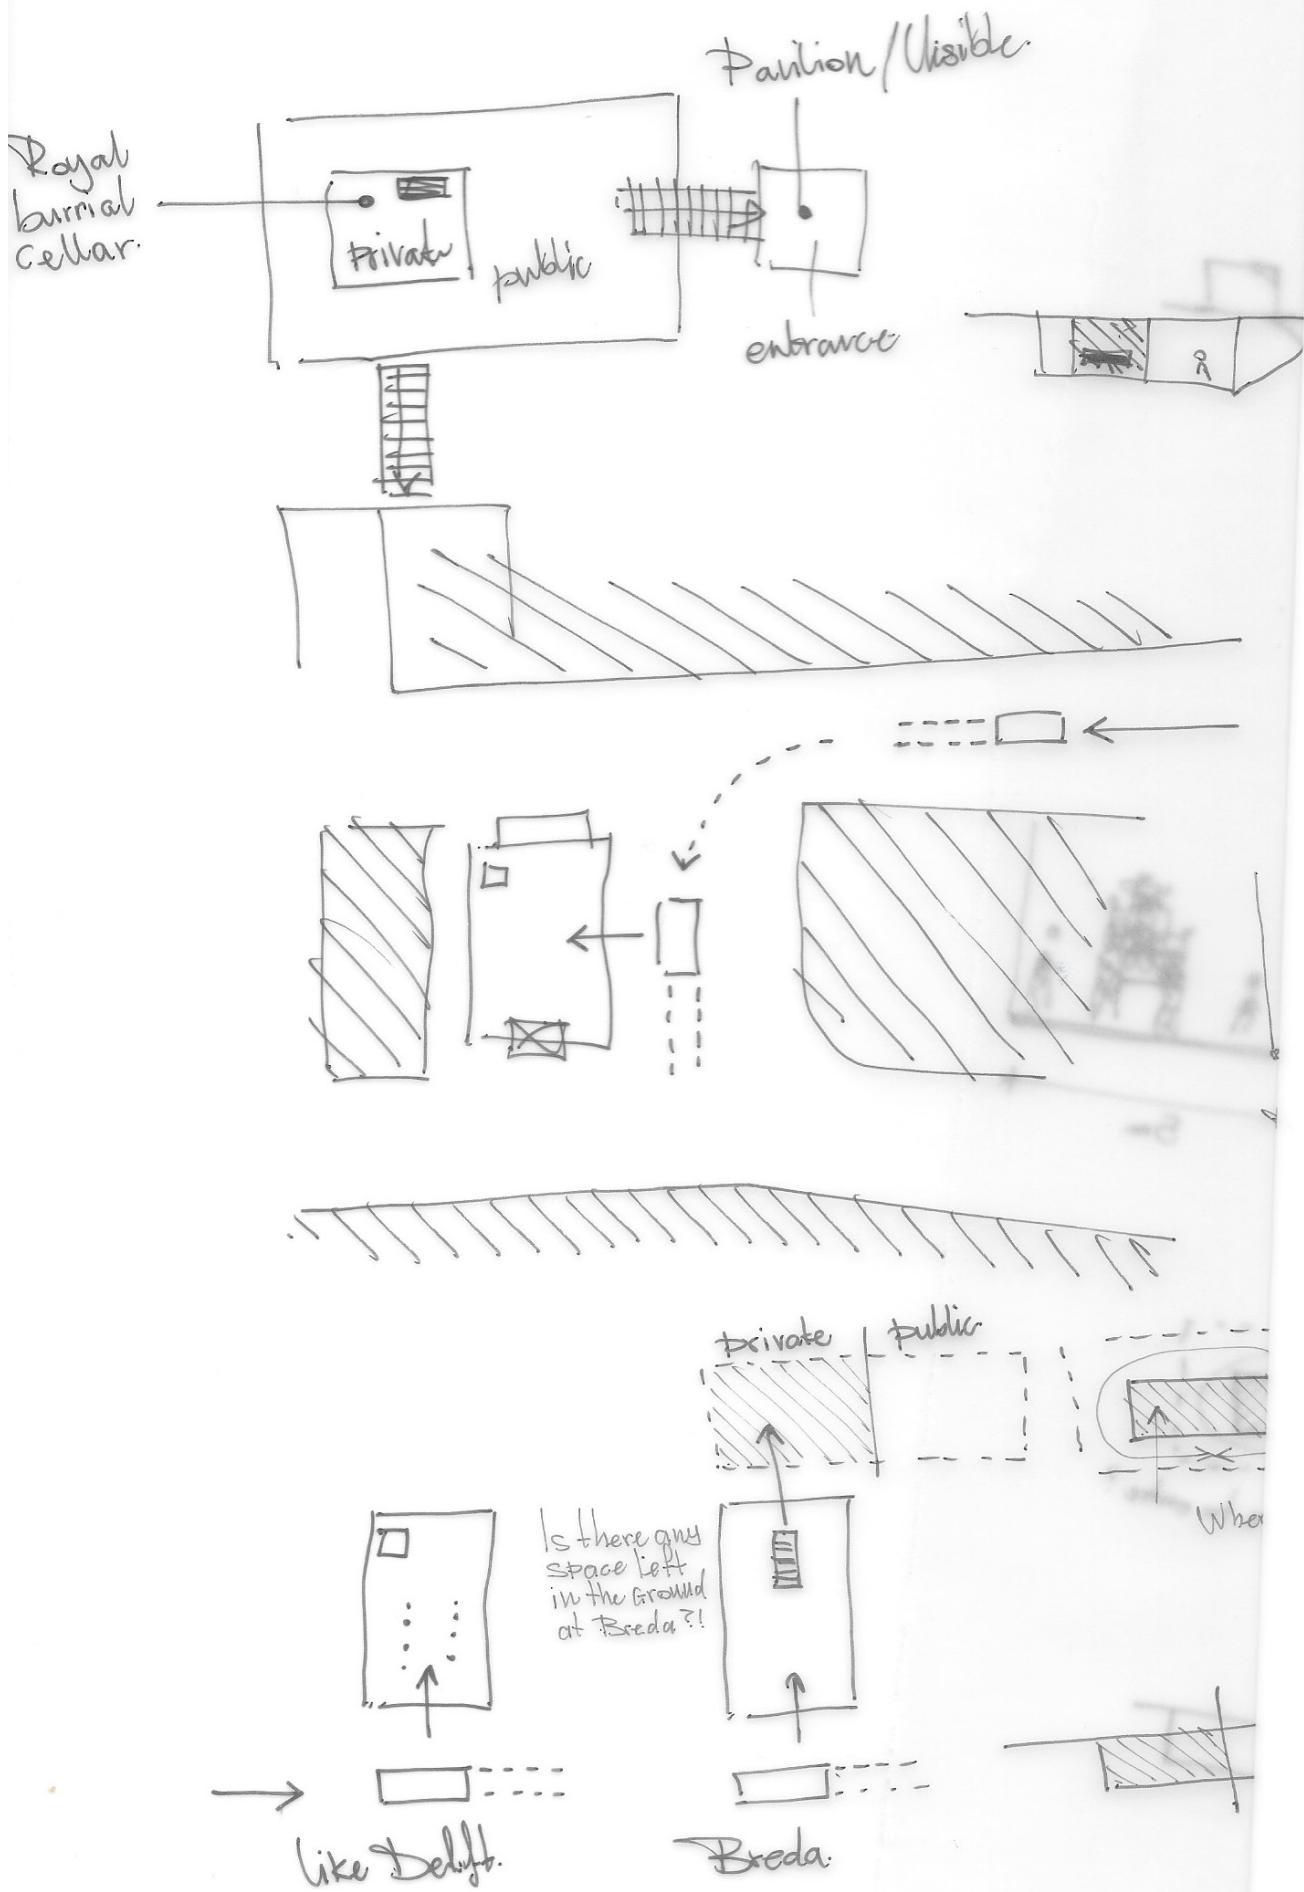 Pavilion/Visible.
Royal
burrial
cellar.
private
public
entrance
private
public
Is there any
space left
in the Ground
at Breda?!
Wher
like Delft.
Breda.